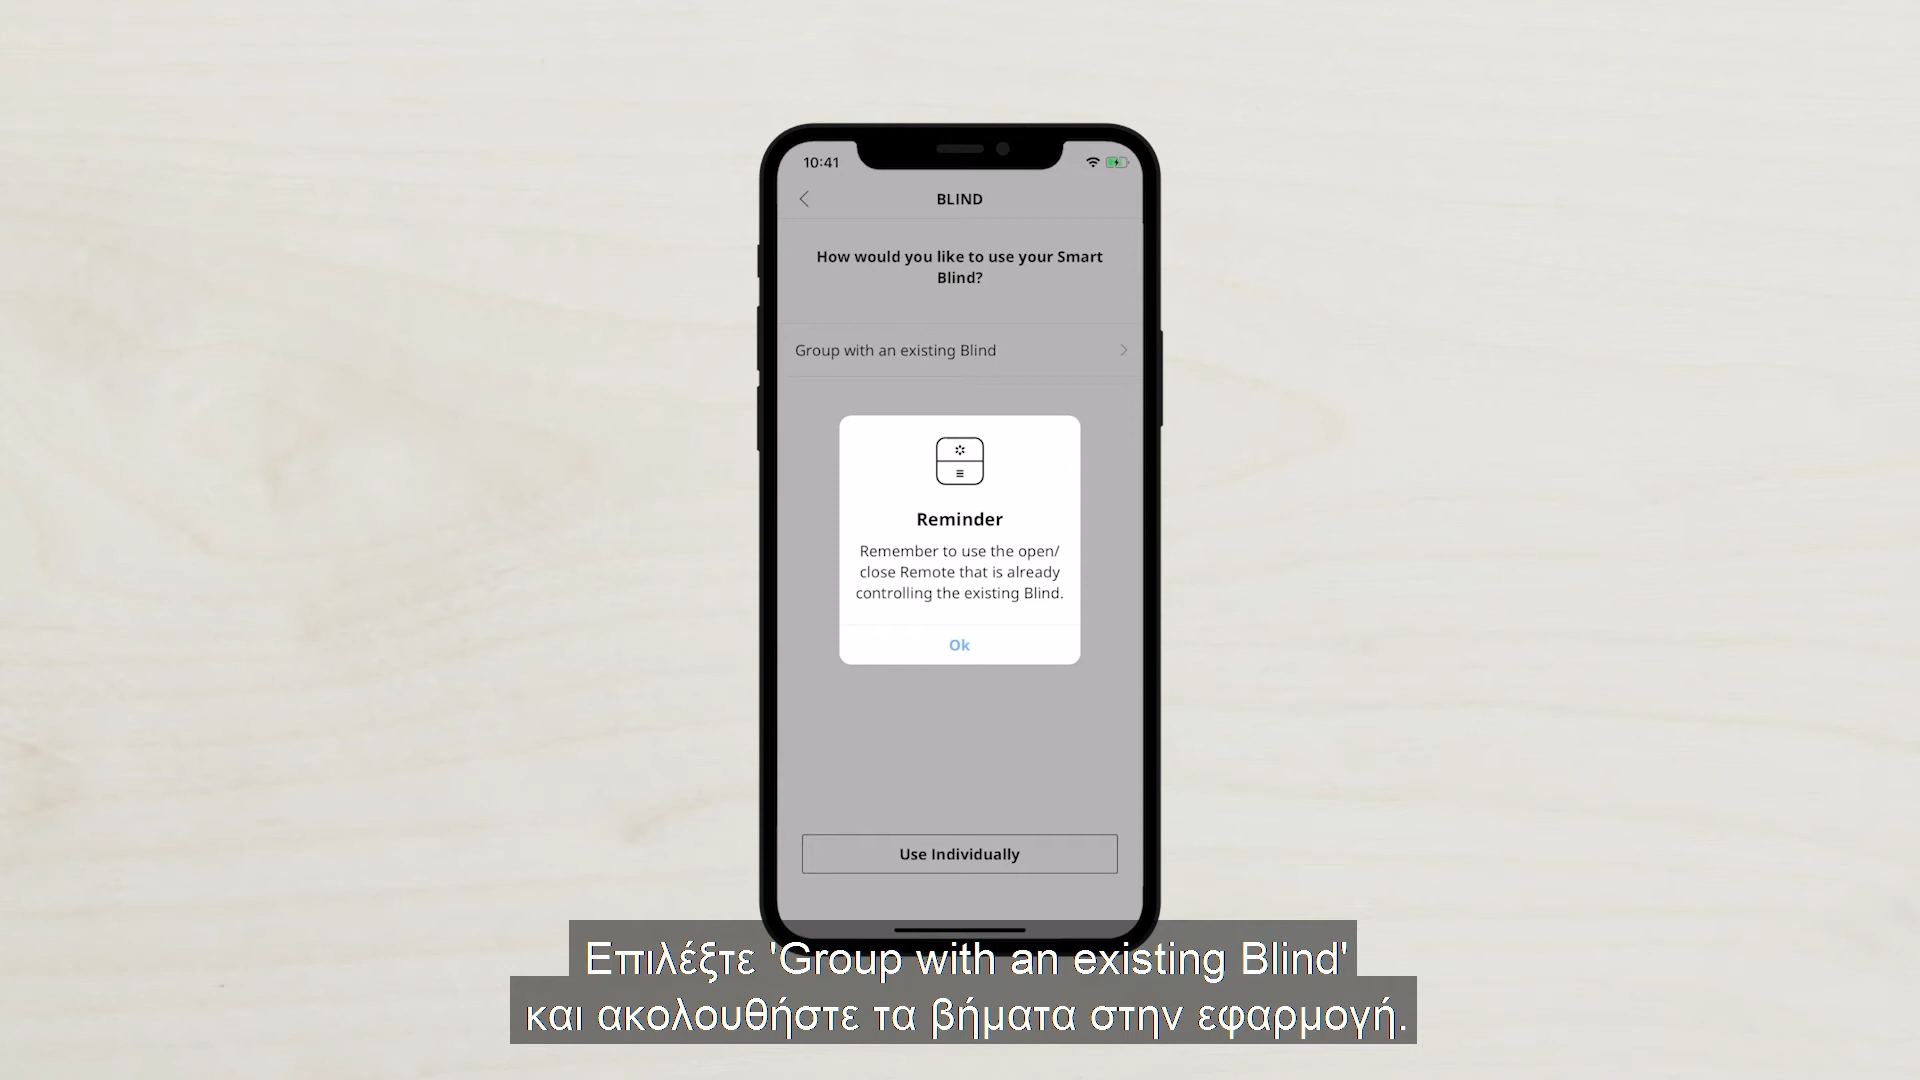 10:41
BLIND
How would you like to use your Smart
Blind?
Group with an existing Blind
Reminder
Remember to use the open/
close Remote that is already
controlling the existing Blind.
Ok
Use Individually
Επιλέξτε 'Group with an existing Blind'
και ακολουθήστε τα βήματα στην εφαρμογή.